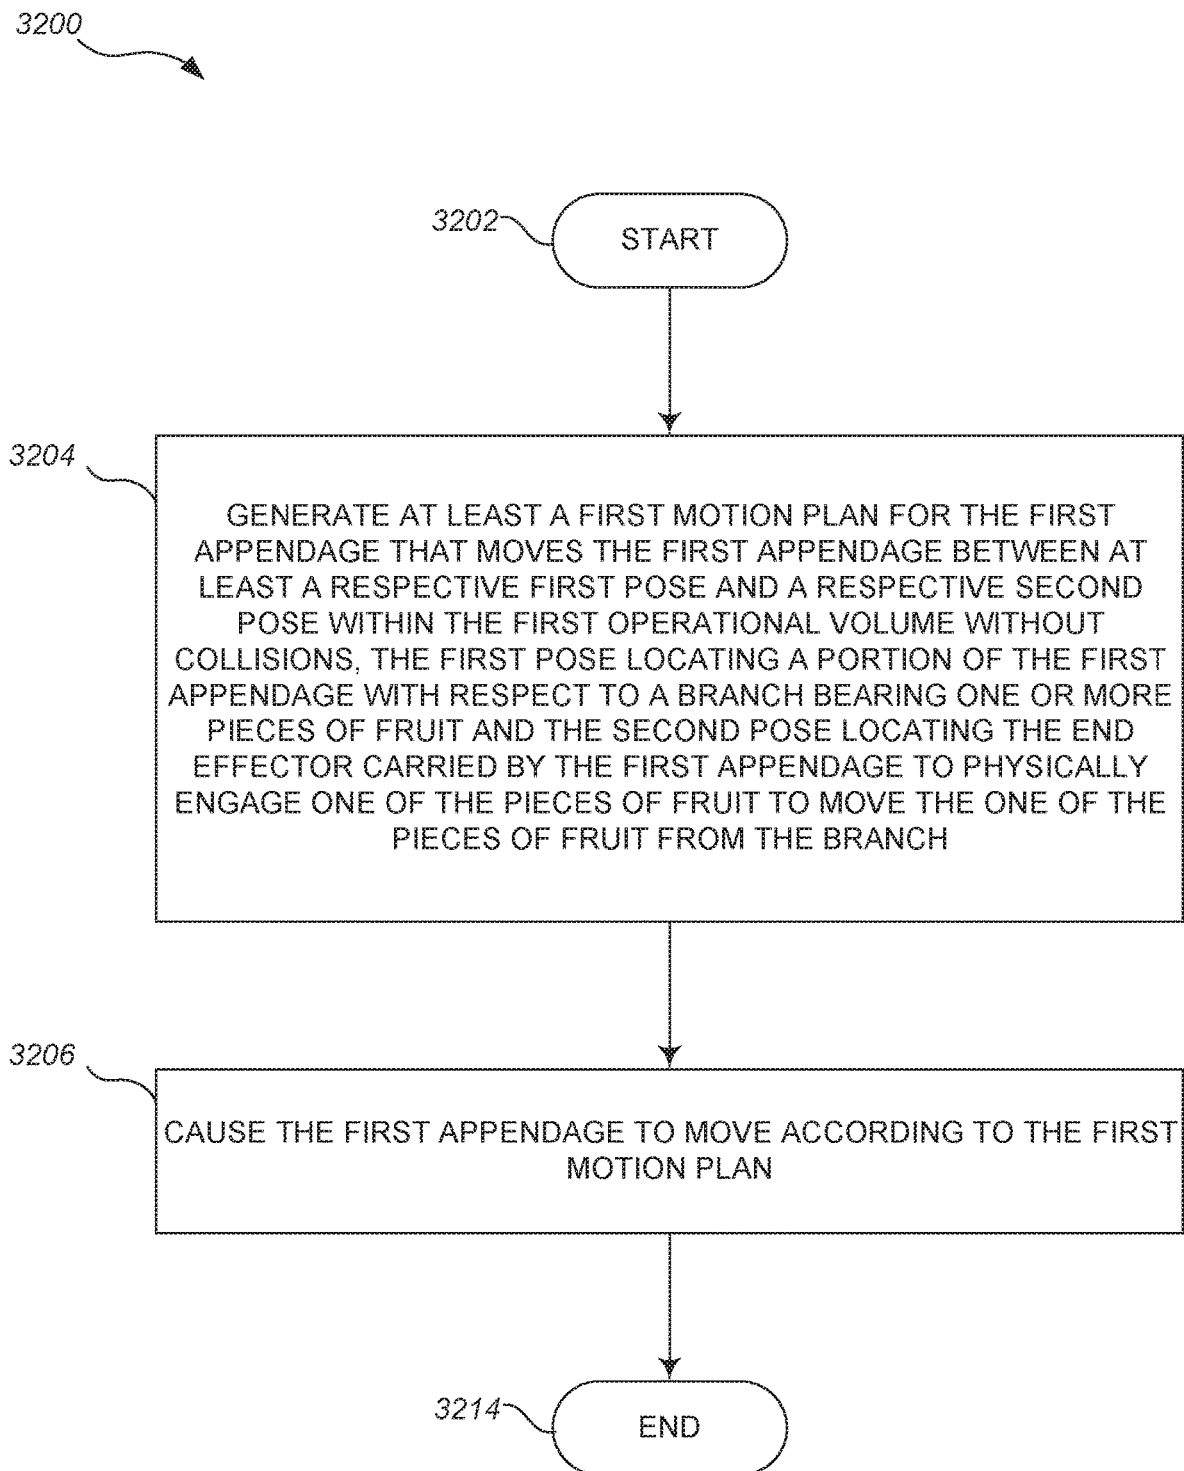 3200
3202
START
3204
GENERATE AT LEAST A FIRST MOTION PLAN FOR THE FIRST
APPENDAGE THAT MOVES THE FIRST APPENDAGE BETWEEN AT
LEAST A RESPECTIVE FIRST POSE AND A RESPECTIVE SECOND
POSE WITHIN THE FIRST OPERATIONAL VOLUME WITHOUT
COLLISIONS, THE FIRST POSE LOCATING A PORTION OF THE FIRST
APPENDAGE WITH RESPECT TO A BRANCH BEARING ONE OR MORE
PIECES OF FRUIT AND THE SECOND POSE LOCATING THE END
EFFECTOR CARRIED BY THE FIRST APPENDAGE TO PHYSICALLY
ENGAGE ONE OF THE PIECES OF FRUIT TO MOVE THE ONE OF THE
PIECES OF FRUIT FROM THE BRANCH
3206
CAUSE THE FIRST APPENDAGE TO MOVE ACCORDING TO THE FIRST
MOTION PLAN
3214
END